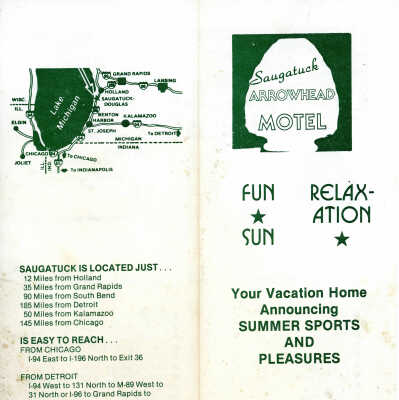 GRAND RAPIDS
LANSING
HOLLAND
SAUGATUCK-
DOUGLAS
WISC.
ILL.
Lake
Michigan
BENTON
HARBOR
KALAMAZOO
ELGIN
ST. JOSEPH
To DETROIT
MICHIGAN
INDIANA
CHICAGO
To CHICAGO
JOLIET
ILL.
IND.
To INDIANAPOLIS
SAUGATUCK IS LOCATED JUST . . .
12 Miles from Holland
35 Miles from Grand Rapids
90 Miles from South Bend
185 Miles from Detroit
50 Miles from Kalamazoo
145 Miles from Chicago
IS EASY TO REACH . . .
FROM CHICAGO
I-94 East to I-196 North to Exit 36
FROM DETROIT
I-94 West to 131 North to M-89 West to
31 North or I-96 to Grand Rapids to
Saugatuck
ARROWHEAD
MOTEL
FUN
★
SUN
RELAX-
ATION
★
Your Vacation Home
Announcing
SUMMER SPORTS
AND
PLEASURES